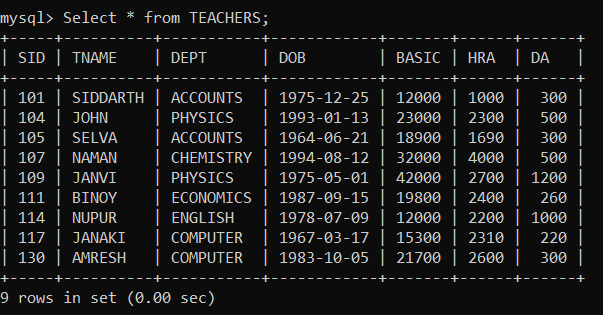 mysql> Select * from TEACHERS;
+-----+----------+-----------+------------+-------+------+------+
| SID | TNAME    | DEPT      | DOB        | BASIC | HRA  | DA   |
+-----+----------+-----------+------------+-------+------+------+
| 101 | SIDDARTH | ACCOUNTS  | 1975-12-25 | 12000 | 1000 |  300 |
| 104 | JOHN     | PHYSICS   | 1993-01-13 | 23000 | 2300 |  500 |
| 105 | SELVA    | ACCOUNTS  | 1964-06-21 | 18900 | 1690 |  300 |
| 107 | NAMAN    | CHEMISTRY | 1994-08-12 | 32000 | 4000 |  500 |
| 109 | JANVI    | PHYSICS   | 1975-05-01 | 42000 | 2700 | 1200 |
| 111 | BINOY    | ECONOMICS | 1987-09-15 | 19800 | 2400 |  260 |
| 114 | NUPUR    | ENGLISH   | 1978-07-09 | 12000 | 2200 | 1000 |
| 117 | JANAKI   | COMPUTER  | 1967-03-17 | 15300 | 2310 |  220 |
| 130 | AMRESH   | COMPUTER  | 1983-10-05 | 21700 | 2600 |  300 |
+-----+----------+-----------+------------+-------+------+------+
9 rows in set (0.00 sec)